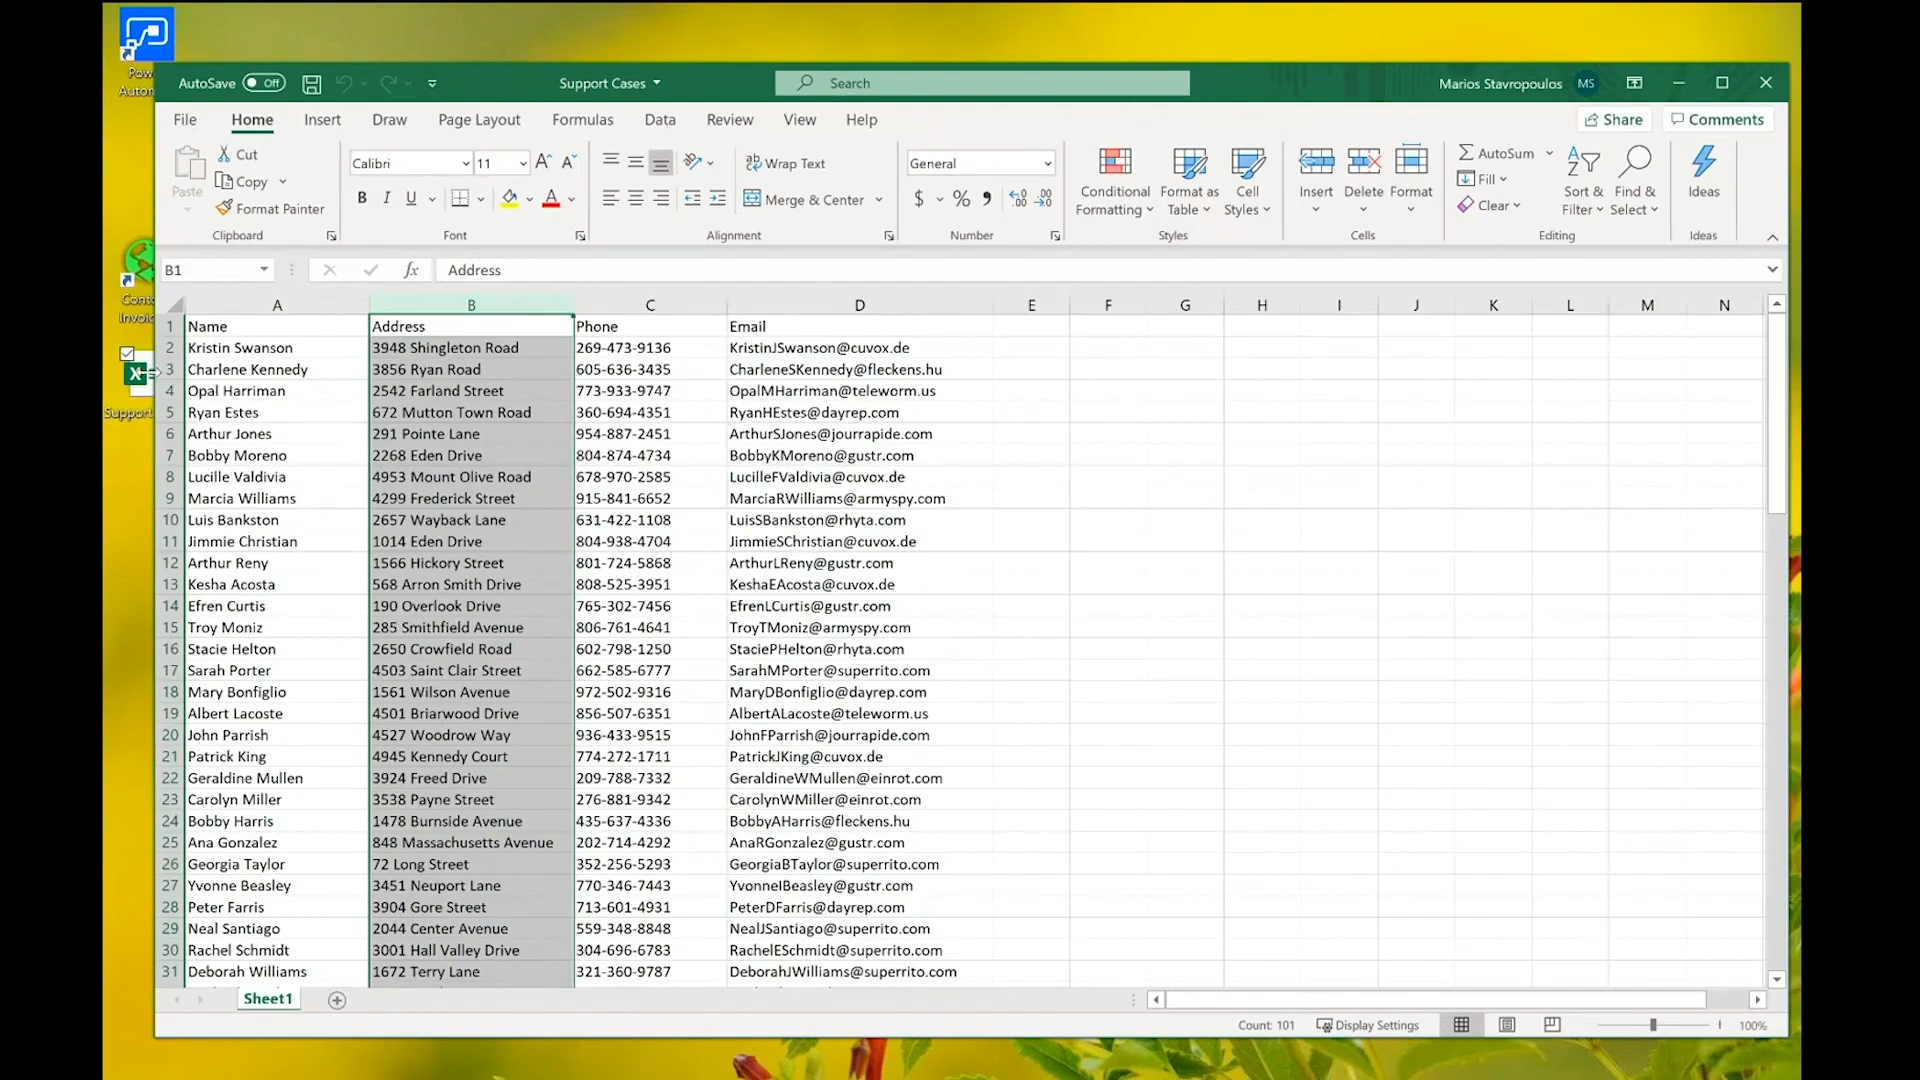 AutoSave Off Support Cases Search Marios Stavropoulos MS
File Home Insert Draw Page Layout Formulas Data Review View Help Share Comments
Paste
Cut
Copy
Format Painter
Clipboard
Calibri 11
B I U
Font
Wrap Text
Merge & Center
Alignment
General
$ %
Number
Conditional Formatting
Format as Table
Cell Styles
Styles
Insert Delete Format
Cells
AutoSum
Fill
Clear
Sort & Filter
Find & Select
Editing
Ideas
Ideas
B1 fx Address
A B C D E F G H I J K L M N
1 Name Address Phone Email
2 Kristin Swanson 3948 Shingleton Road 269-473-9136 KristinJSwanson@cuvox.de
3 Charlene Kennedy 3856 Ryan Road 605-636-3435 CharleneSKennedy@fleckens.hu
4 Opal Harriman 2542 Farland Street 773-933-9747 OpalMHarriman@teleworm.us
5 Ryan Estes 672 Mutton Town Road 360-694-4351 RyanHEstes@dayrep.com
6 Arthur Jones 291 Pointe Lane 954-887-2451 ArthurSJones@jourrapide.com
7 Bobby Moreno 2268 Eden Drive 804-874-4734 BobbyKMoreno@gustr.com
8 Lucille Valdivia 4953 Mount Olive Road 678-970-2585 LucilleFValdivia@cuvox.de
9 Marcia Williams 4299 Frederick Street 915-841-6652 MarciaRWilliams@armyspy.com
10 Luis Bankston 2657 Wayback Lane 631-422-1108 LuisSBankston@rhyta.com
11 Jimmie Christian 1014 Eden Drive 804-938-4704 JimmieSChristian@cuvox.de
12 Arthur Reny 1566 Hickory Street 801-724-5868 ArthurLReny@gustr.com
13 Kesha Acosta 568 Arron Smith Drive 808-525-3951 KeshaEAcosta@cuvox.de
14 Efren Curtis 190 Overlook Drive 765-302-7456 EfrenLCurtis@gustr.com
15 Troy Moniz 285 Smithfield Avenue 806-761-4641 TroyTMoniz@armyspy.com
16 Stacie Helton 2650 Crowfield Road 602-798-1250 StaciePHelton@rhyta.com
17 Sarah Porter 4503 Saint Clair Street 662-585-6777 SarahMPorter@superrito.com
18 Mary Bonfiglio 1561 Wilson Avenue 972-502-9316 MaryDBonfiglio@dayrep.com
19 Albert Lacoste 4501 Briarwood Drive 856-507-6351 AlbertALacoste@teleworm.us
20 John Parrish 4527 Woodrow Way 936-433-9515 JohnFParrish@jourrapide.com
21 Patrick King 4945 Kennedy Court 774-272-1711 PatrickJKing@cuvox.de
22 Geraldine Mullen 3924 Freed Drive 209-788-7332 GeraldineWMullen@einrot.com
23 Carolyn Miller 3538 Payne Street 276-881-9342 CarolynWMiller@einrot.com
24 Bobby Harris 1478 Burnside Avenue 435-637-4336 BobbyAHarris@fleckens.hu
25 Ana Gonzalez 848 Massachusetts Avenue 202-714-4292 AnaRGonzalez@gustr.com
26 Georgia Taylor 72 Long Street 352-256-5293 GeorgiaBTaylor@superrito.com
27 Yvonne Beasley 3451 Neuport Lane 770-346-7443 YvonneIBeasley@gustr.com
28 Peter Farris 3904 Gore Street 713-601-4931 PeterDFarris@dayrep.com
29 Neal Santiago 2044 Center Avenue 559-348-8848 NealJSantiago@superrito.com
30 Rachel Schmidt 3001 Hall Valley Drive 304-696-6783 RachelESchmidt@superrito.com
31 Deborah Williams 1672 Terry Lane 321-360-9787 DeborahJWilliams@superrito.com
Sheet1
Count: 101 Display Settings 100%
Support